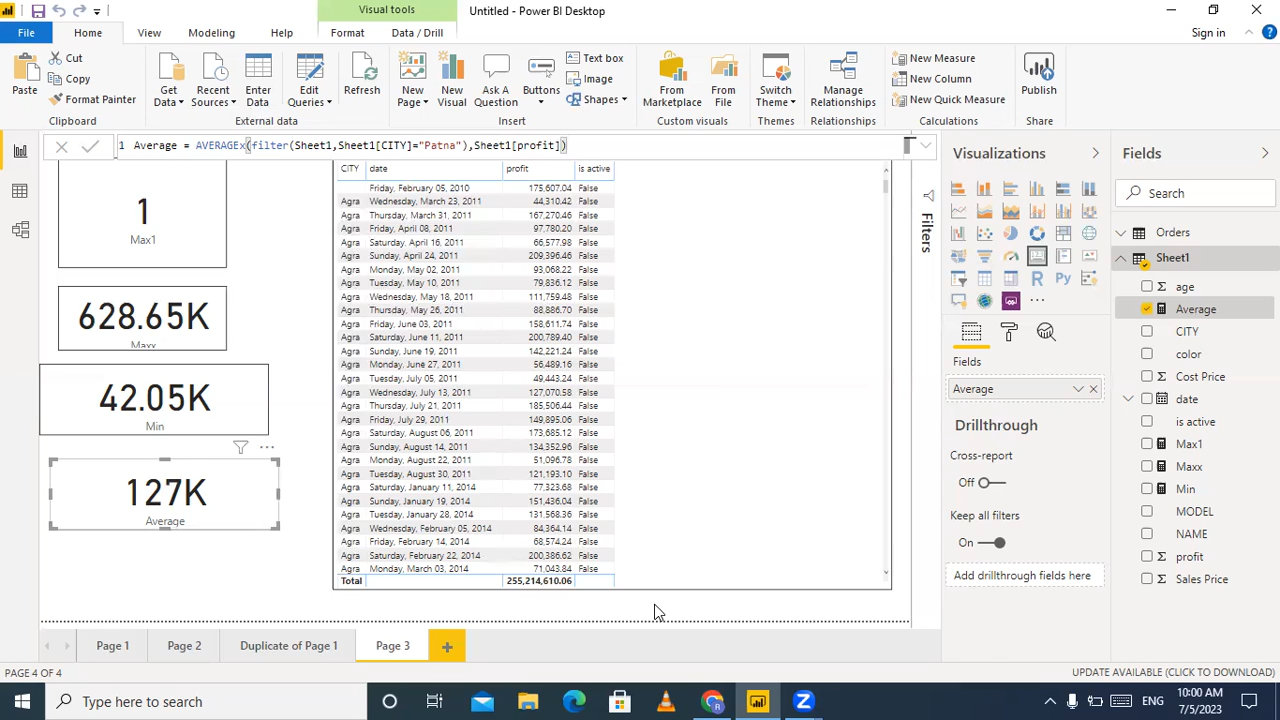 Visual tools
Untitled - Power BI Desktop
File
Home
View
Modeling
Help
Format
Data / Drill
Sign in
Paste
Cut
Copy
Format Painter
Clipboard
Get Data
Recent Sources
Enter Data
Edit Queries
Refresh
External data
New Page
New Visual
Ask A Question
Buttons
Text box
Image
Shapes
Insert
From Marketplace
From File
Custom visuals
Switch Theme
Themes
Manage Relationships
Relationships
New Measure
New Column
New Quick Measure
Calculations
Publish
Share
1 Average = AVERAGEx(filter(Sheet1,Sheet1[CITY]="Patna"),Sheet1[profit])
1
Max1
628.65K
Maxx
42.05K
Min
127K
Average
CITY date profit is active
Friday, February 05, 2010 175,607.04 False
Agra Wednesday, March 23, 2011 44,310.42 False
Agra Thursday, March 31, 2011 167,270.46 False
Agra Friday, April 08, 2011 97,780.20 False
Agra Saturday, April 16, 2011 66,577.98 False
Agra Sunday, April 24, 2011 209,396.46 False
Agra Monday, May 02, 2011 93,068.22 False
Agra Tuesday, May 10, 2011 79,836.12 False
Agra Wednesday, May 18, 2011 111,759.48 False
Agra Thursday, May 26, 2011 88,886.70 False
Agra Friday, June 03, 2011 158,611.74 False
Agra Saturday, June 11, 2011 200,789.40 False
Agra Sunday, June 19, 2011 142,221.24 False
Agra Monday, June 27, 2011 56,489.16 False
Agra Tuesday, July 05, 2011 49,443.24 False
Agra Wednesday, July 13, 2011 127,070.58 False
Agra Thursday, July 21, 2011 185,506.44 False
Agra Friday, July 29, 2011 149,895.06 False
Agra Saturday, August 06, 2011 173,685.12 False
Agra Sunday, August 14, 2011 134,352.96 False
Agra Monday, August 22, 2011 51,096.78 False
Agra Tuesday, August 30, 2011 121,193.10 False
Agra Saturday, January 11, 2014 77,323.68 False
Agra Sunday, January 19, 2014 151,436.04 False
Agra Tuesday, January 28, 2014 131,568.36 False
Agra Wednesday, February 05, 2014 84,364.14 False
Agra Friday, February 14, 2014 68,574.24 False
Agra Saturday, February 22, 2014 200,386.62 False
Agra Monday, March 03, 2014 71,043.84 False
Total 255,214,610.06
Filters
Visualizations
R
Py
Fields
Average
Drillthrough
Cross-report
Off
Keep all filters
On
Add drillthrough fields here
Fields
Search
Orders
Sheet1
age
Average
CITY
color
Cost Price
date
is active
Max1
Maxx
Min
MODEL
NAME
profit
Sales Price
Page 1
Page 2
Duplicate of Page 1
Page 3
PAGE 4 OF 4
UPDATE AVAILABLE (CLICK TO DOWNLOAD)
Type here to search
ENG
10:00 AM
7/5/2023